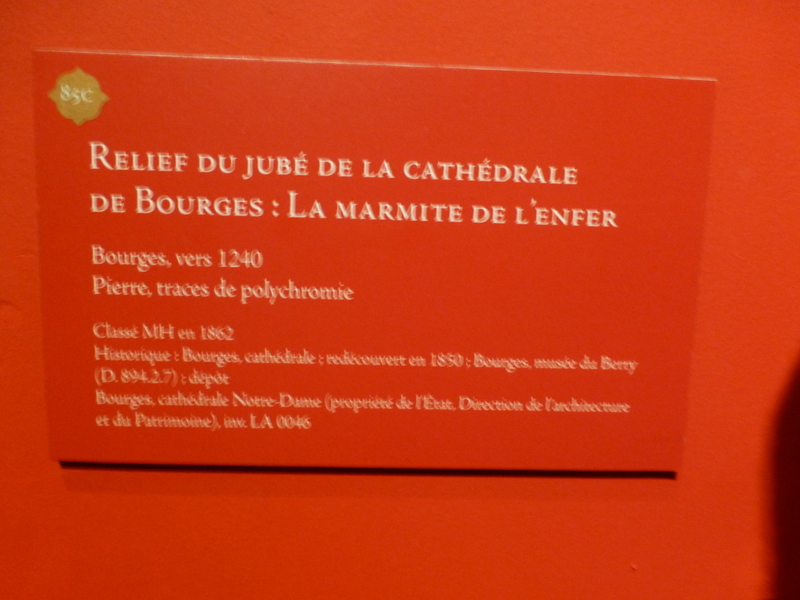 85C
Relief du jubé de la cathédrale
de Bourges : La marmite de l'enfer
Bourges, vers 1240
Pierre, traces de polychromie
Classé MH en 1862
Historique : Bourges, cathédrale ; redécouvert en 1850 ; Bourges, musée du Berry
(D. 894.2.7) ; dépôt
Bourges, cathédrale Notre-Dame (propriété de l'État, Direction de l'architecture
et du Patrimoine), inv. LA 0046